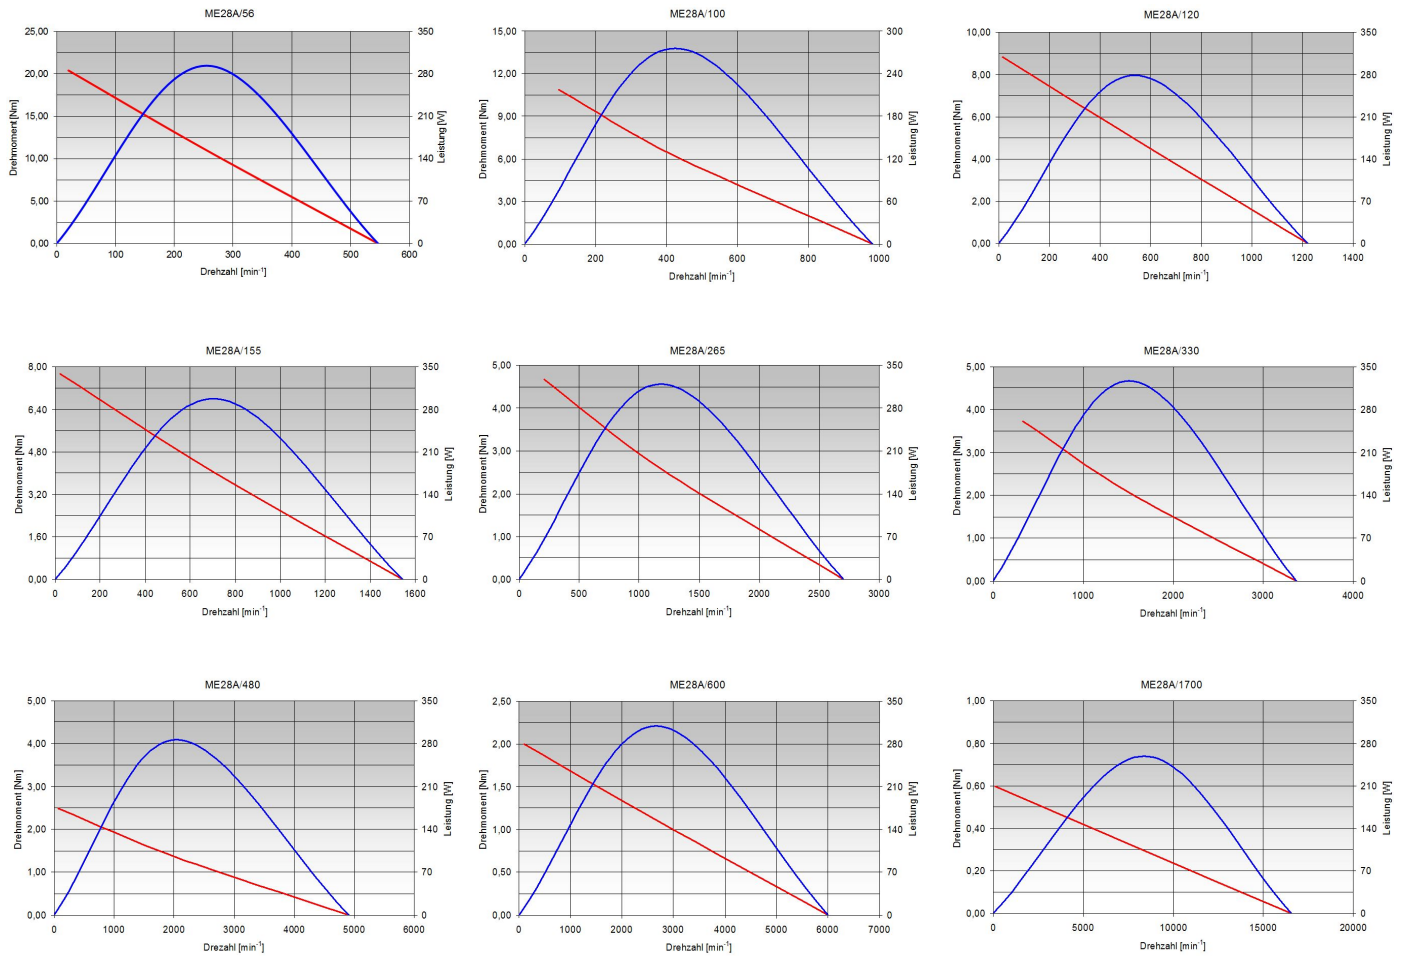 ME28A/56
25,00 350
20,00 280
15,00 210
10,00 140
5,00 70
0,00 0
Drehmoment [Nm]
Leistung [W]
0 100 200 300 400 500 600
Drehzahl [min⁻¹]
ME28A/100
15,00 300
12,00 240
9,00 180
6,00 120
3,00 60
0,00 0
Drehmoment [Nm]
Leistung [W]
0 200 400 600 800 1000
Drehzahl [min⁻¹]
ME28A/120
10,00 350
8,00 280
6,00 210
4,00 140
2,00 70
0,00 0
Drehmoment [Nm]
Leistung [W]
0 200 400 600 800 1000 1200 1400
Drehzahl [min⁻¹]
ME28A/155
8,00 350
6,40 280
4,80 210
3,20 140
1,60 70
0,00 0
Drehmoment [Nm]
Leistung [W]
0 200 400 600 800 1000 1200 1400 1600
Drehzahl [min⁻¹]
ME28A/265
5,00 350
4,00 280
3,00 210
2,00 140
1,00 70
0,00 0
Drehmoment [Nm]
Leistung [W]
0 500 1000 1500 2000 2500 3000
Drehzahl [min⁻¹]
ME28A/330
5,00 350
4,00 280
3,00 210
2,00 140
1,00 70
0,00 0
Drehmoment [Nm]
Leistung [W]
0 1000 2000 3000 4000
Drehzahl [min⁻¹]
ME28A/480
5,00 350
4,00 280
3,00 210
2,00 140
1,00 70
0,00 0
Drehmoment [Nm]
Leistung [W]
0 1000 2000 3000 4000 5000 6000
Drezahl [min⁻¹]
ME28A/600
2,50 350
2,00 280
1,50 210
1,00 140
0,50 70
0,00 0
Drehmoment [Nm]
Leistung [W]
0 1000 2000 3000 4000 5000 6000 7000
Drehzahl [min⁻¹]
ME28A/1700
1,00 350
0,80 280
0,60 210
0,40 140
0,20 70
0,00 0
Drehmoment [Nm]
Leistung [W]
0 5000 10000 15000 20000
Drehzahl [min⁻¹]